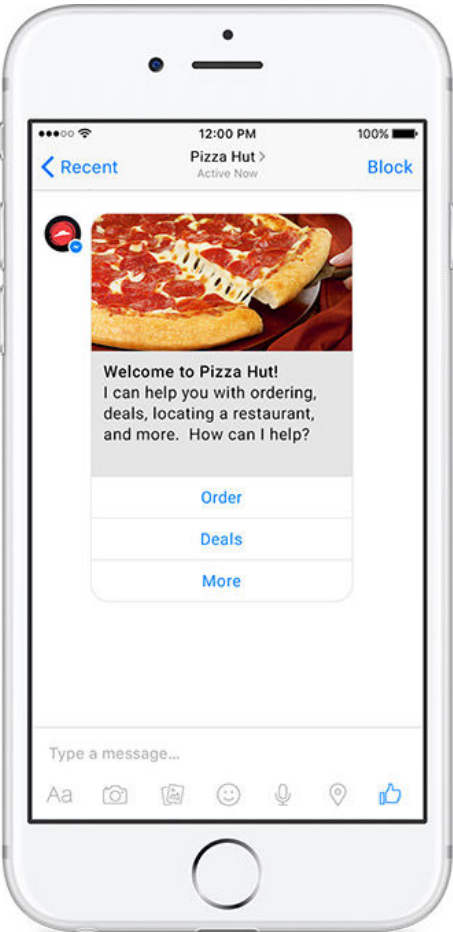 12:00 PM
100%
Recent
Pizza Hut
Active Now
Block
Welcome to Pizza Hut!
I can help you with ordering,
deals, locating a restaurant,
and more.  How can I help?
Order
Deals
More
Type a message...
Aa